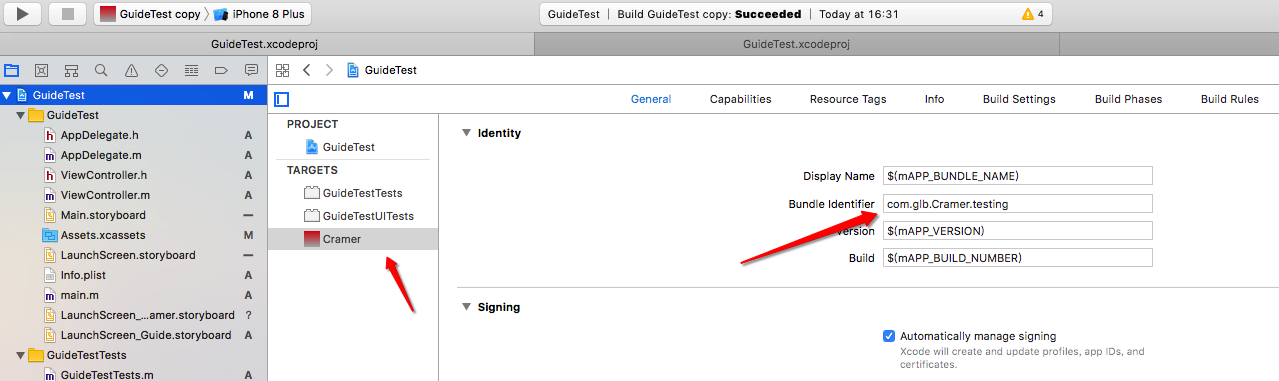 GuideTest copy iPhone 8 Plus
GuideTest | Build GuideTest copy: Succeeded | Today at 16:31
4
GuideTest.xcodeproj
GuideTest.xcodeproj
GuideTest
General Capabilities Resource Tags Info Build Settings Build Phases Build Rules
GuideTest M
GuideTest
h AppDelegate.h A
m AppDelegate.m A
h ViewController.h A
m ViewController.m A
Main.storyboard —
Assets.xcassets A
LaunchScreen.storyboard —
Info.plist A
m main.m A
LaunchScreen_...amer.storyboard ?
LaunchScreen_Guide.storyboard A
GuideTestTests
m GuideTestTests.m A
PROJECT
GuideTest
TARGETS
GuideTestTests
GuideTestUITests
Cramer
Identity
Display Name $(mAPP_BUNDLE_NAME)
Bundle Identifier com.glb.Cramer.testing
Version $(mAPP_VERSION)
Build $(mAPP_BUILD_NUMBER)
Signing
Automatically manage signing
Xcode will create and update profiles, app IDs, and
certificates.